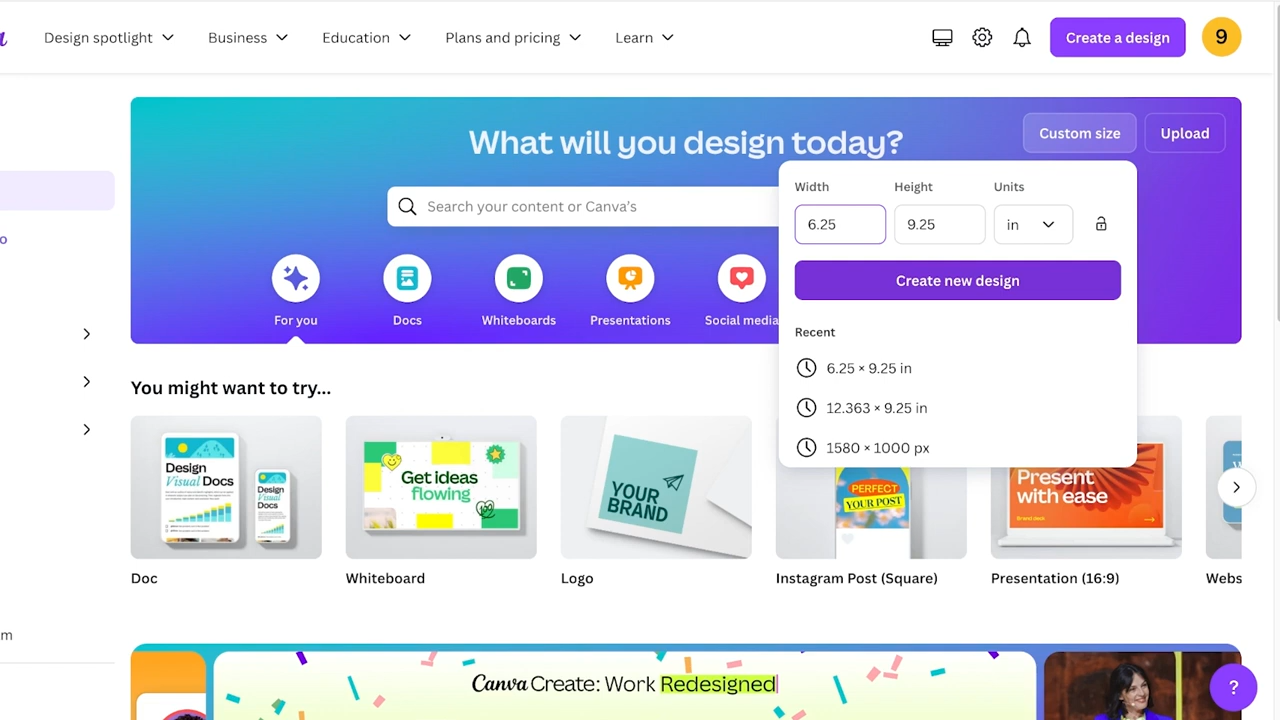 Design spotlight Business Education Plans and pricing Learn Create a design 9
What will you design today?
Custom size Upload
Search your content or Canva's
Width Height Units
6.25 9.25 in
Create new design
Recent
6.25 × 9.25 in
12.363 × 9.25 in
1580 × 1000 px
For you Docs Whiteboards Presentations Social media
o
You might want to try...
Design
Visual Docs
Design
Visual
Docs
Get ideas
flowing
YOUR
BRAND
PERFECT
YOUR POST
Present
with ease
Doc Whiteboard Logo Instagram Post (Square) Presentation (16:9) Webs
m
Canva Create: Work Redesigned
?